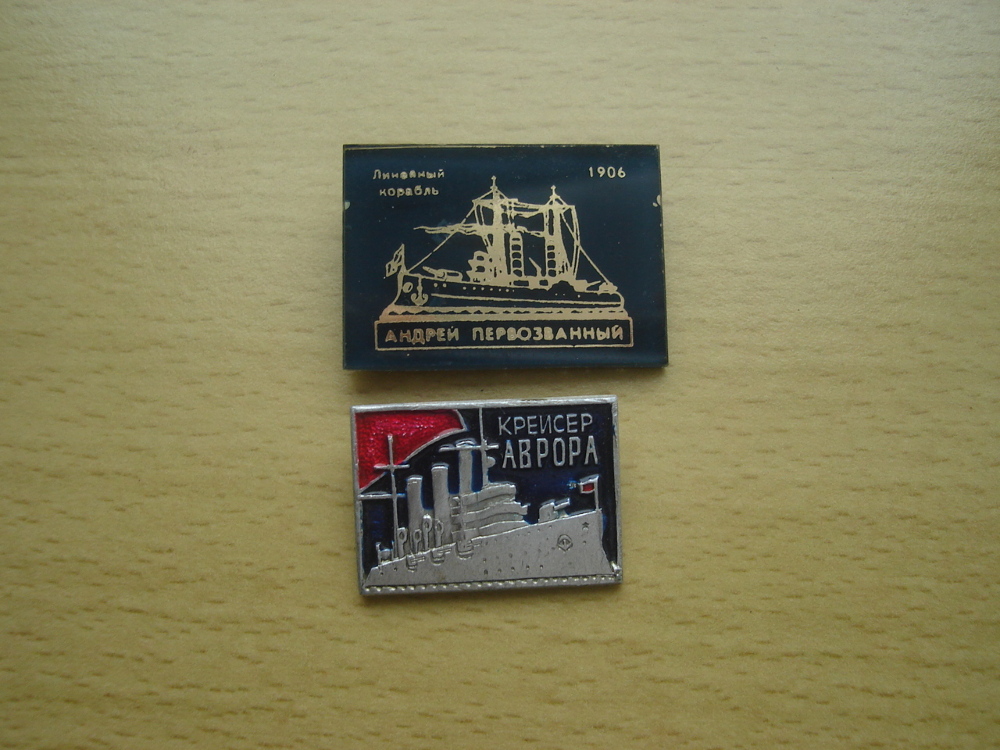 Линейный
корабль
1906
АНДРЕЙ ПЕРВОЗВАННЫЙ
КРЕЙСЕР
АВРОРА